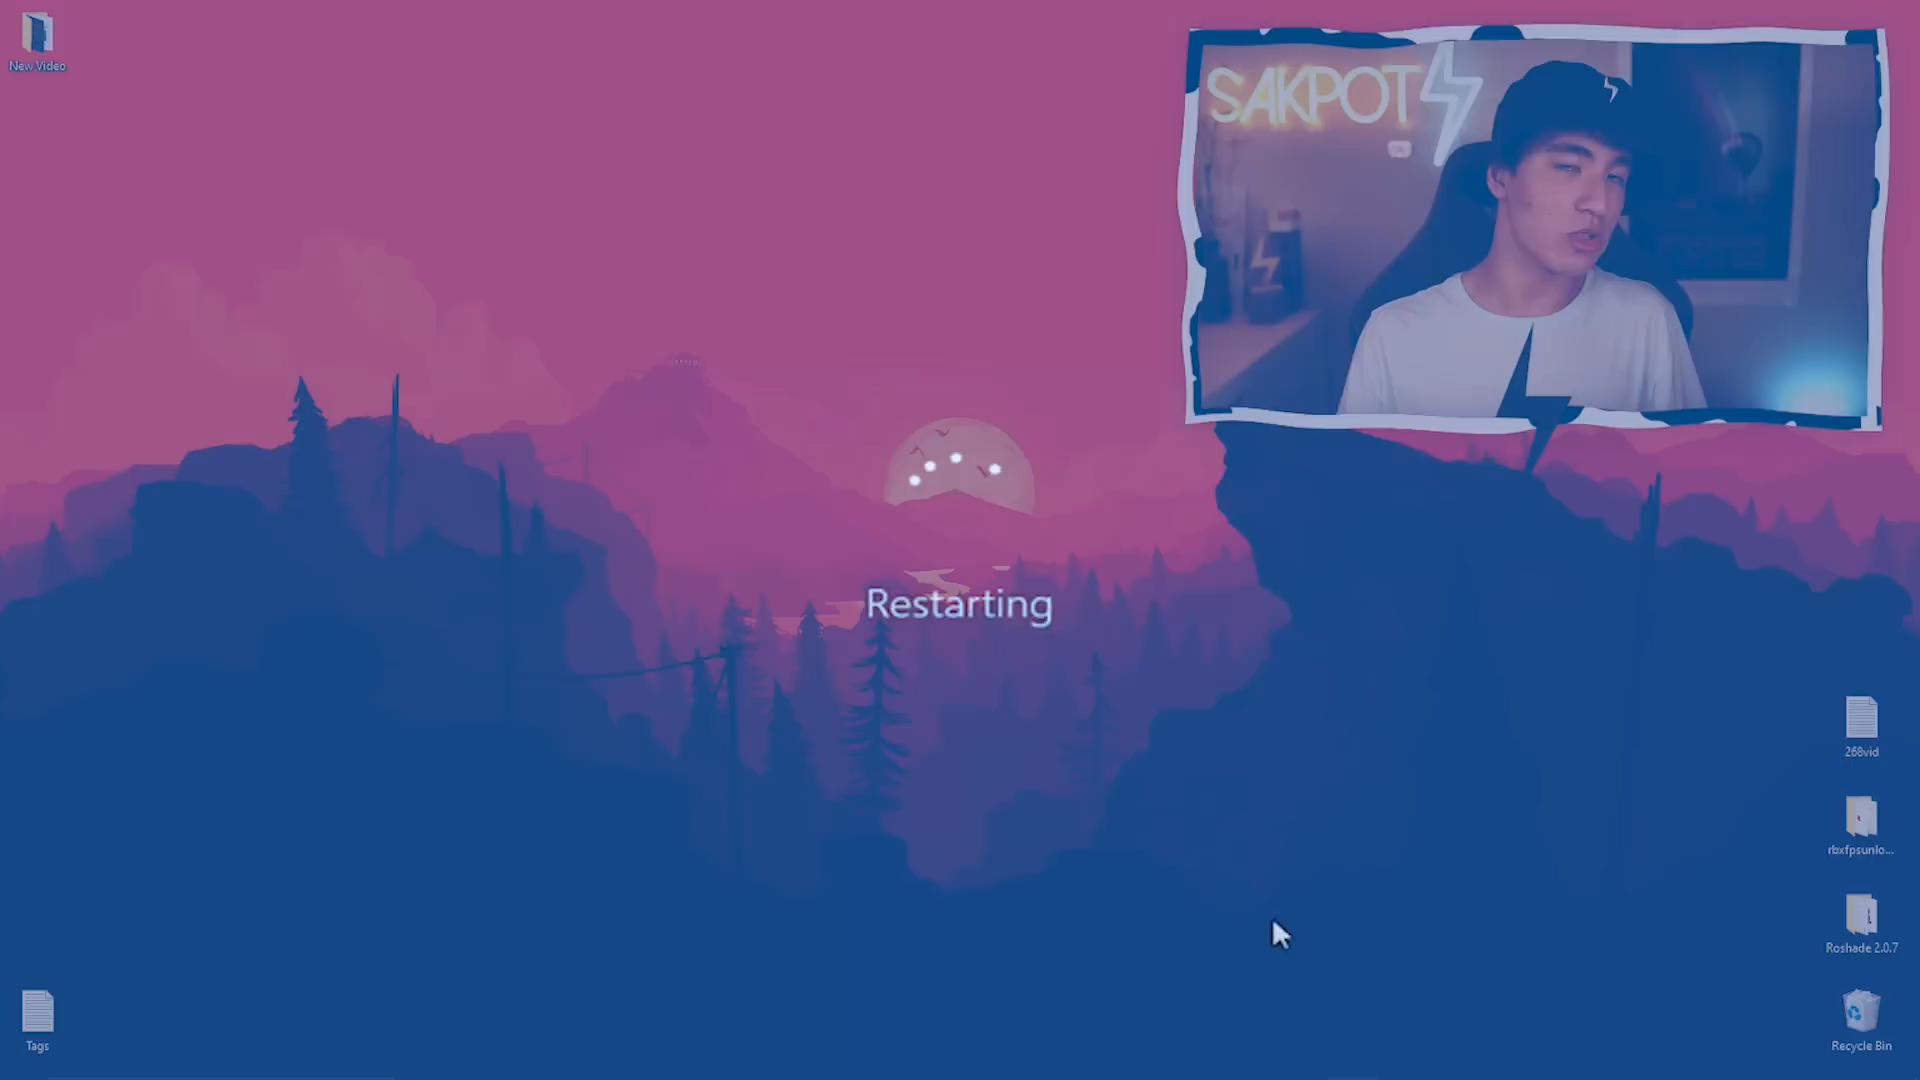 New Video
SAKPOT
Restarting
268vid
rbxfpsunlo...
Roshade 2.0.7
Tags
Recycle Bin